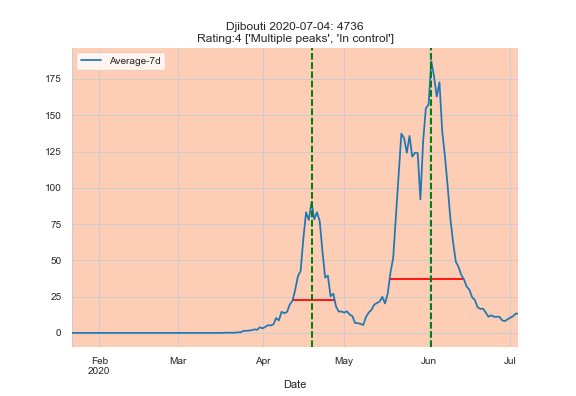 Djibouti 2020-07-04: 4736
Rating:4 ['Multiple peaks', 'In control']
Average-7d
175
150
125
100
75
50
25
0
Feb
2020
Mar
Apr
May
Jun
Jul
Date